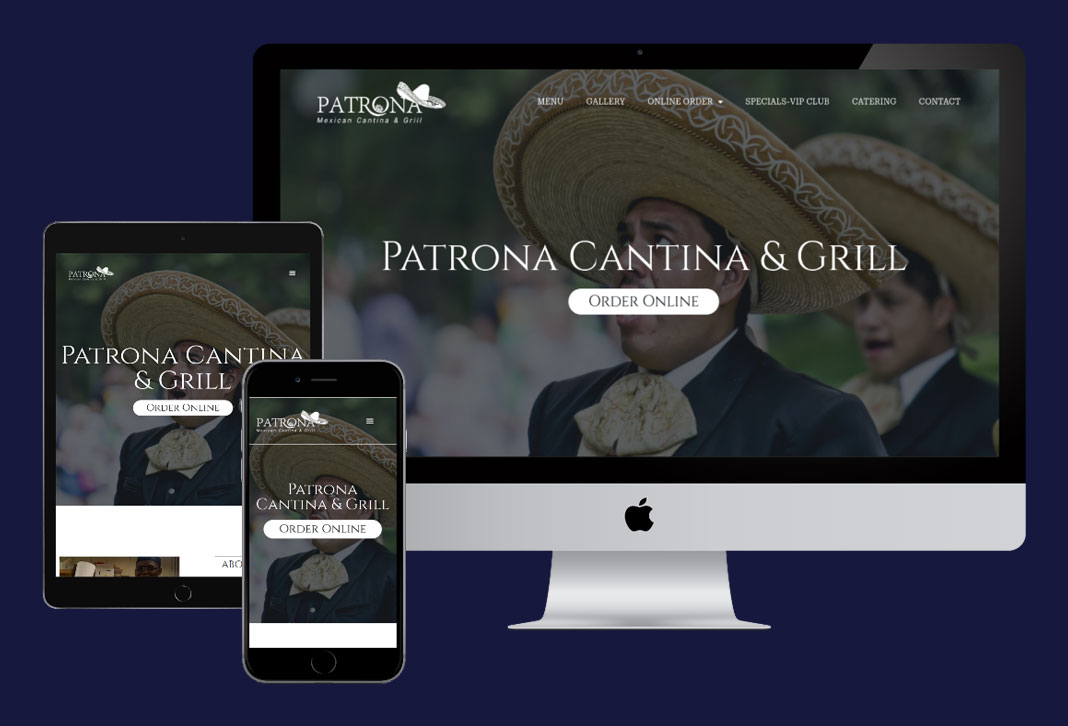 PATRONA
Mexican Cantina & Grill
MENU
GALLERY
ONLINE ORDER
SPECIALS-VIP CLUB
CATERING
CONTACT
PATRONA CANTINA & GRILL
ORDER ONLINE
PATRONA
Mexican Cantina & Grill
PATRONA CANTINA
& GRILL
ORDER ONLINE
ABO
PATRONA
Mexican Cantina & Grill
PATRONA
CANTINA & GRILL
ORDER ONLINE